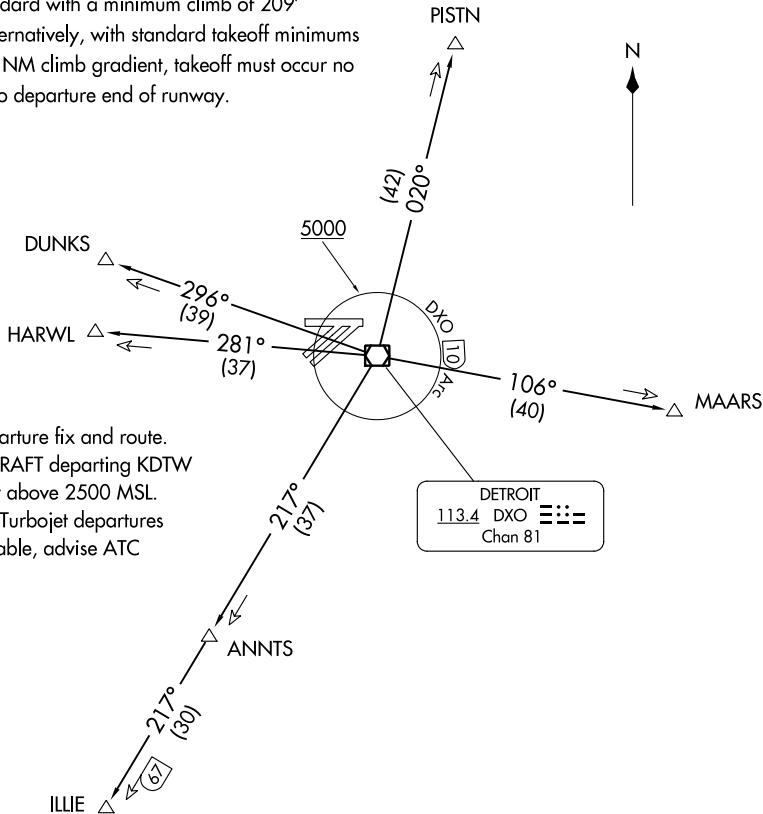 ndard with a minimum climb of 209'
ernatively, with standard takeoff minimums
NM climb gradient, takeoff must occur no
o departure end of runway.
PISTN
N
(42)
020°
5000
DUNKS
296°
(39)
HARWL
281°
(37)
DXO
10
Arc
106°
(40)
MAARS
arture fix and route.
RAFT departing KDTW
above 2500 MSL.
Turbojet departures
able, advise ATC
DETROIT
113.4 DXO
Chan 81
217°
(37)
ANNTS
217°
(30)
67
ILLIE